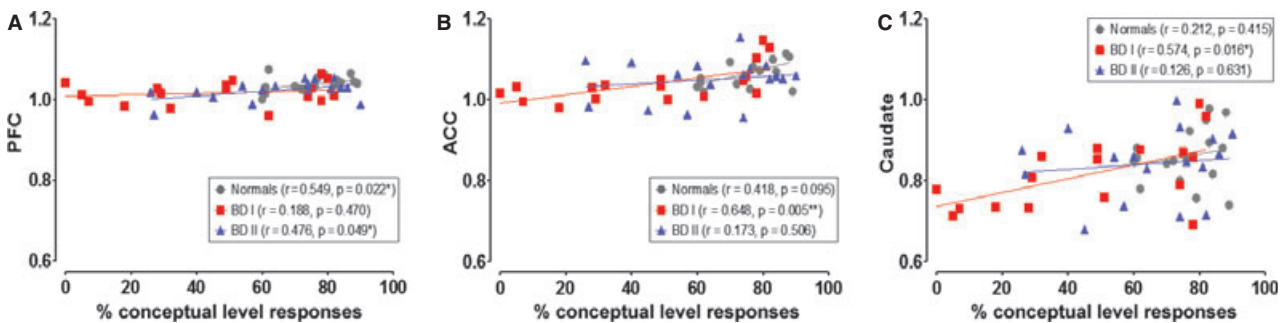 A
1.2
1.0
0.8
0.6
PFC
Normals (r=0.549, p=0.022*)
BD I (r=0.188, p=0.470)
BD II (r=0.476, p=0.049*)
0 20 40 60 80 100
% conceptual level responses
B
1.2
1.0
0.8
0.6
ACC
Normals (r=0.418, p=0.095)
BD I (r=0.648, p=0.005**)
BD II (r=0.173, p=0.506)
0 20 40 60 80 100
% conceptual level responses
C
1.2
1.0
0.8
0.6
Caudate
Normals (r=0.212, p=0.415)
BD I (r=0.574, p=0.016*)
BD II (r=0.126, p=0.631)
0 20 40 60 80 100
% conceptual level responses